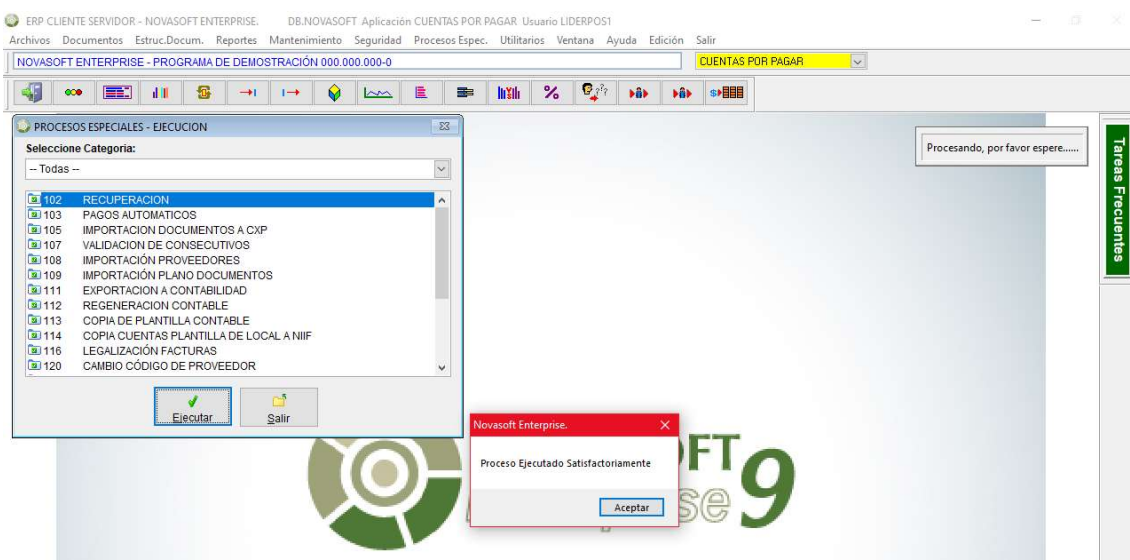 ERP CLIENTE SERVIDOR - NOVASOFT ENTERPRISE. DB.NOVASOFT Aplicación CUENTAS POR PAGAR Usuario LIDERPOS1
Archivos Documentos Estruc.Docum. Reportes Mantenimiento Seguridad Procesos Espec. Utilitarios Ventana Ayuda Edición Salir
NOVASOFT ENTERPRISE - PROGRAMA DE DEMOSTRACIÓN 000.000.000-0 CUENTAS POR PAGAR
PROCESOS ESPECIALES - EJECUCION
Seleccione Categoria:
-- Todas --
102 RECUPERACION
103 PAGOS AUTOMATICOS
105 IMPORTACION DOCUMENTOS A CXP
107 VALIDACION DE CONSECUTIVOS
108 IMPORTACIÓN PROVEEDORES
109 IMPORTACIÓN PLANO DOCUMENTOS
111 EXPORTACION A CONTABILIDAD
112 REGENERACION CONTABLE
113 COPIA DE PLANTILLA CONTABLE
114 COPIA CUENTAS PLANTILLA DE LOCAL A NIIF
116 LEGALIZACIÓN FACTURAS
120 CAMBIO CÓDIGO DE PROVEEDOR
Ejecutar Salir
Procesando, por favor espere......
Tareas Frecuentes
Novasoft Enterprise.
Proceso Ejecutado Satisfactoriamente
Aceptar
FT
se 9